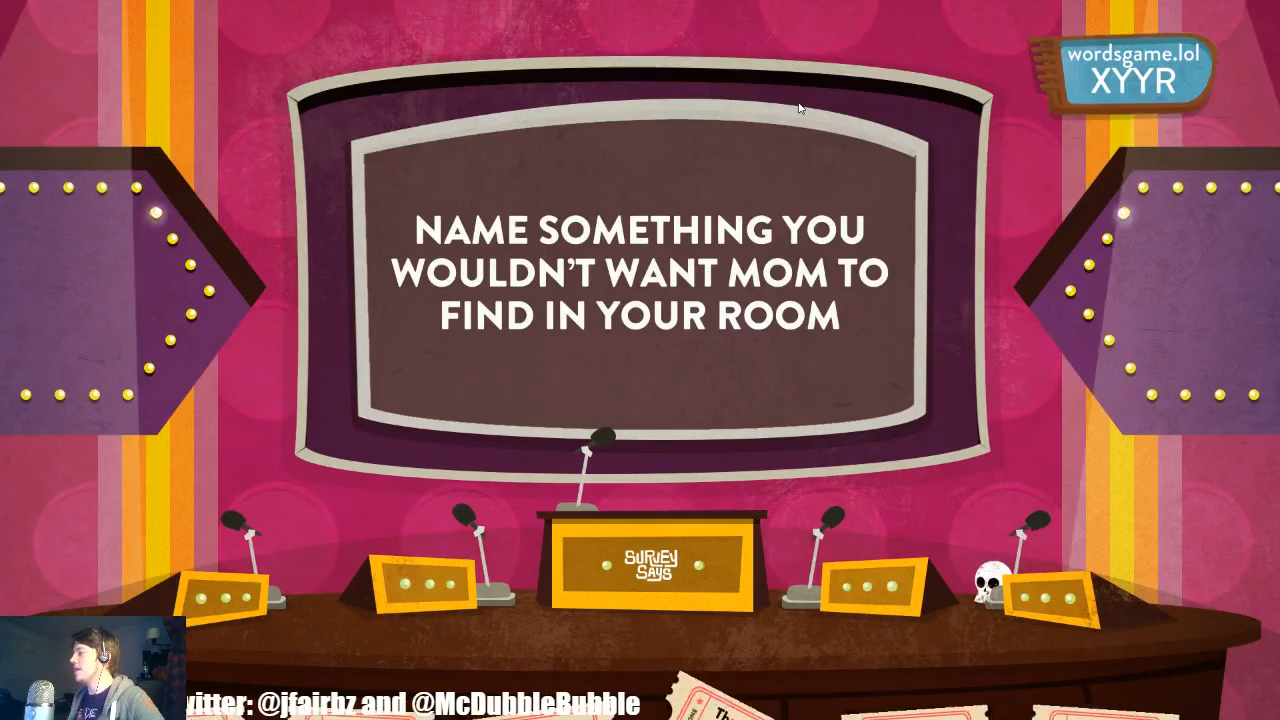 wordsgame.lol
XYYR
NAME SOMETHING YOU
WOULDN'T WANT MOM TO
FIND IN YOUR ROOM
SURVEY
SAYS
DIE
witter: @jfairbz and @McDubbleBubble